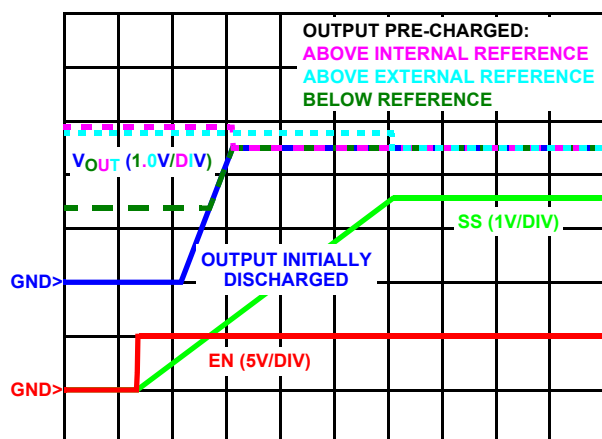 OUTPUT PRE-CHARGED:
ABOVE INTERNAL REFERENCE
ABOVE EXTERNAL REFERENCE
BELOW REFERENCE
VOUT (1.0V/DIV)
SS (1V/DIV)
OUTPUT INITIALLY
DISCHARGED
GND>
EN (5V/DIV)
GND>